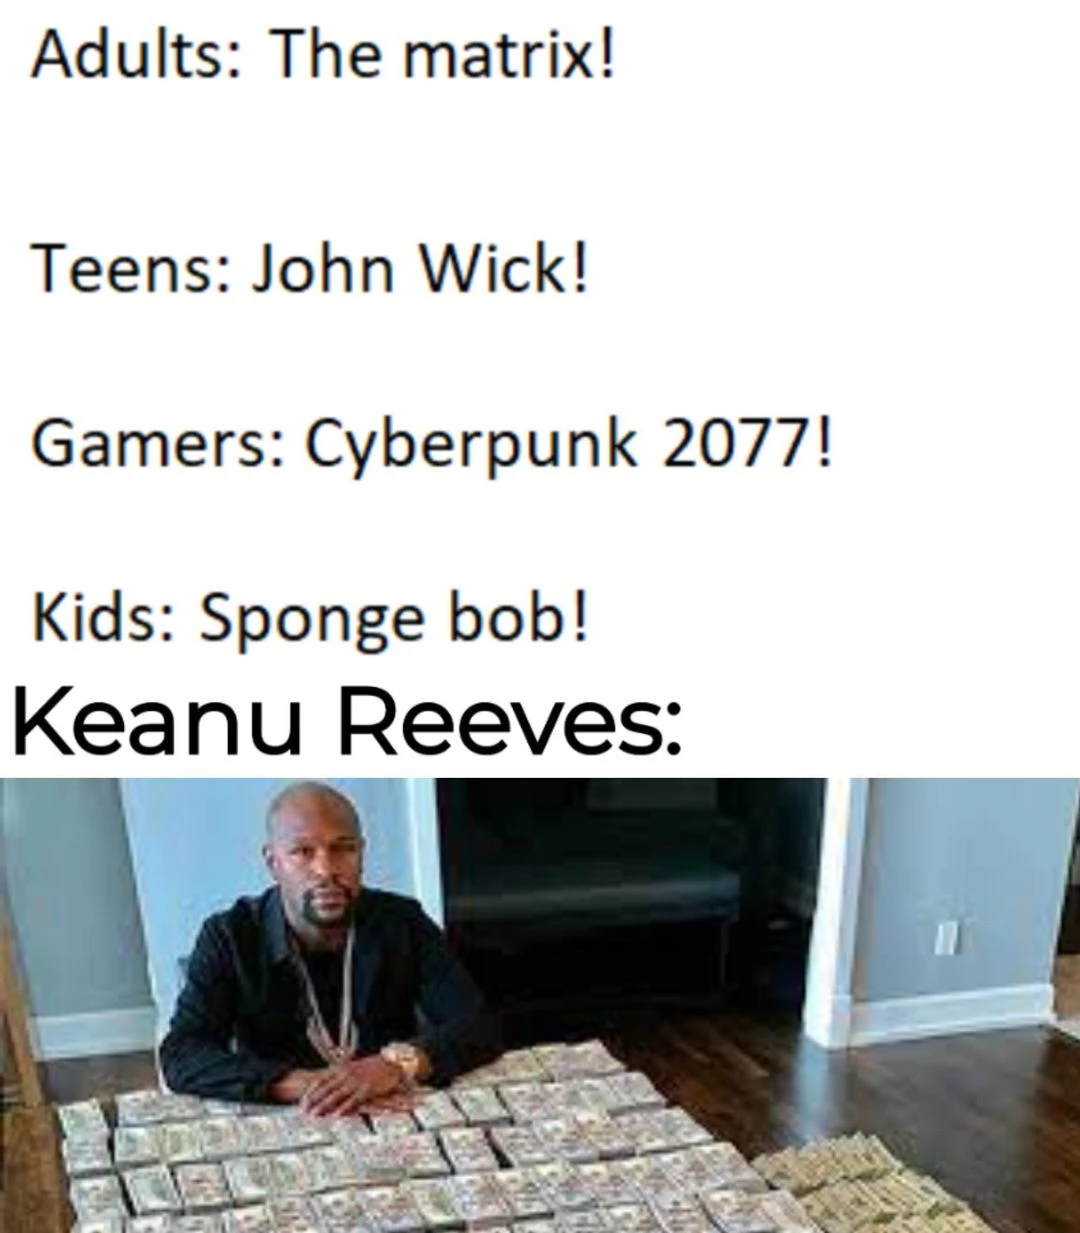 Adults: The matrix!
Teens: John Wick!
Gamers: Cyberpunk 2077!
Kids: Sponge bob!
Keanu Reeves: